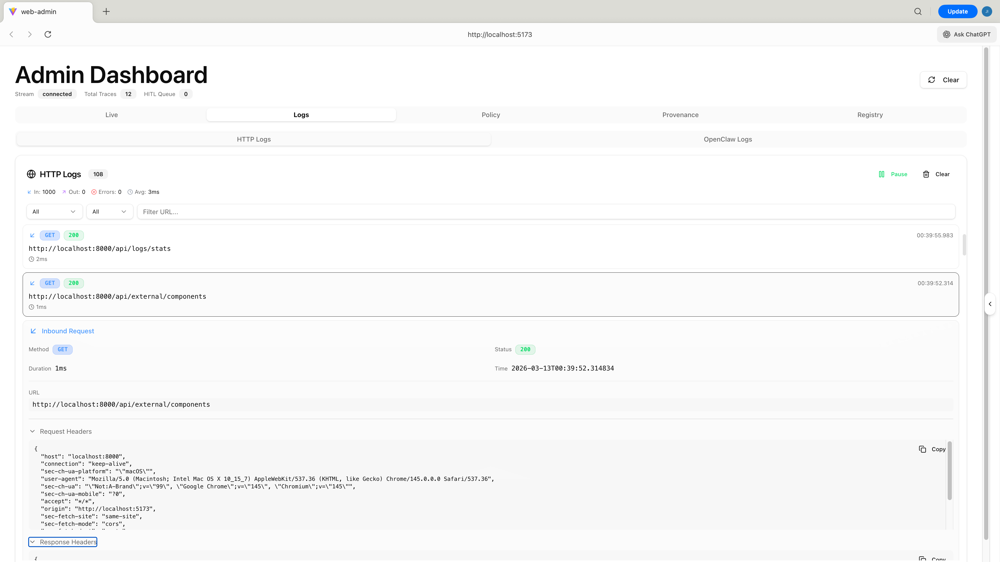 web-admin
Update
JI
http://localhost:5173
Ask ChatGPT
Admin Dashboard
Clear
Stream connected Total Traces 12 HITL Queue 0
Live Logs Policy Provenance Registry
HTTP Logs OpenClaw Logs
HTTP Logs 108
Pause Clear
In: 1000 Out: 0 Errors: 0 Avg: 3ms
All All Filter URL...
GET 200 00:39:55.983
http://localhost:8000/api/logs/stats
2ms
GET 200 00:39:52.314
http://localhost:8000/api/external/components
1ms
Inbound Request
Method GET Status 200
Duration 1ms Time 2026-03-13T00:39:52.314834
URL
http://localhost:8000/api/external/components
Request Headers
Copy
{
"host": "localhost:8000",
"connection": "keep-alive",
"sec-ch-ua-platform": "\"macOS\"",
"user-agent": "Mozilla/5.0 (Macintosh; Intel Mac OS X 10_15_7) AppleWebKit/537.36 (KHTML, like Gecko) Chrome/145.0.0.0 Safari/537.36",
"sec-ch-ua": "\"Not:A-Brand\";v=\"99\", \"Google Chrome\";v=\"145\", \"Chromium\";v=\"145\"",
"sec-ch-ua-mobile": "?0",
"accept": "*/*",
"origin": "http://localhost:5173",
"sec-fetch-site": "same-site",
"sec-fetch-mode": "cors",
Response Headers
{
Copy